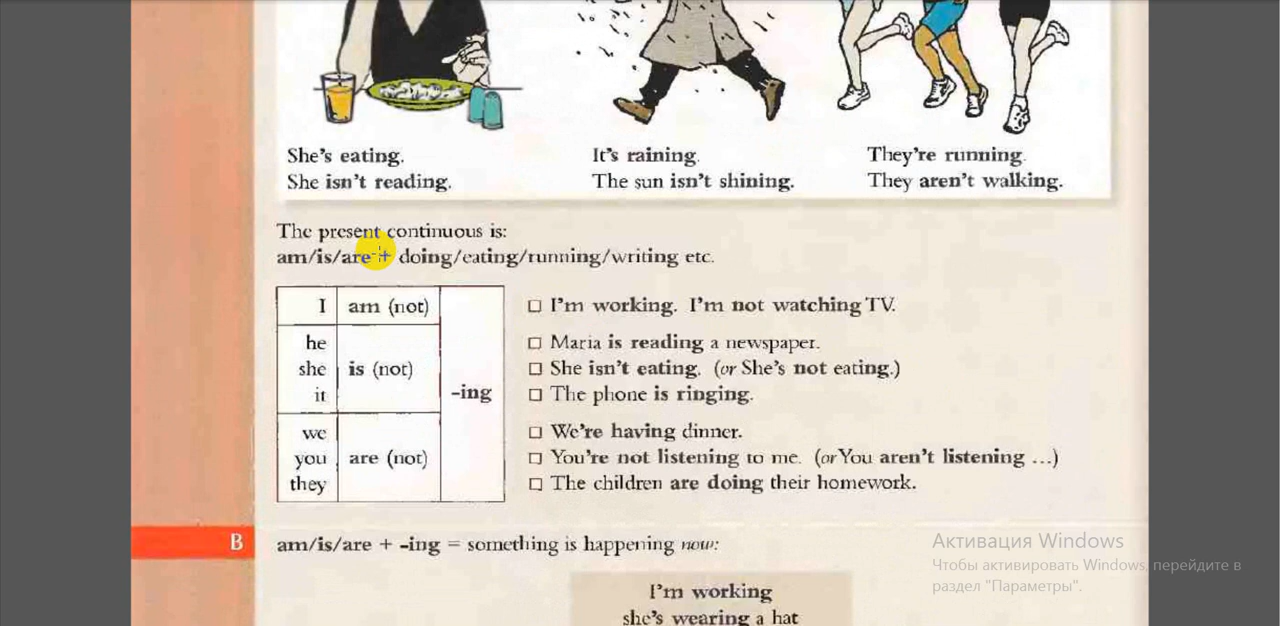 She's eating.
She isn't reading.
It's raining.
The sun isn't shining.
They're running.
They aren't walking.
The present continuous is:
am/is/are + doing/eating/running/writing etc.
I am (not)
he
she is (not)
it
-ing
we
you are (not)
they
□ I'm working. I'm not watching TV.
□ Maria is reading a newspaper.
□ She isn't eating. (or She's not eating.)
□ The phone is ringing.
□ We're having dinner.
□ You're not listening to me. (or You aren't listening ...)
□ The children are doing their homework.
B am/is/are + -ing = something is happening now:
I'm working
she's wearing a hat
Активация Windows
Чтобы активировать Windows, перейдите в
раздел "Параметры".